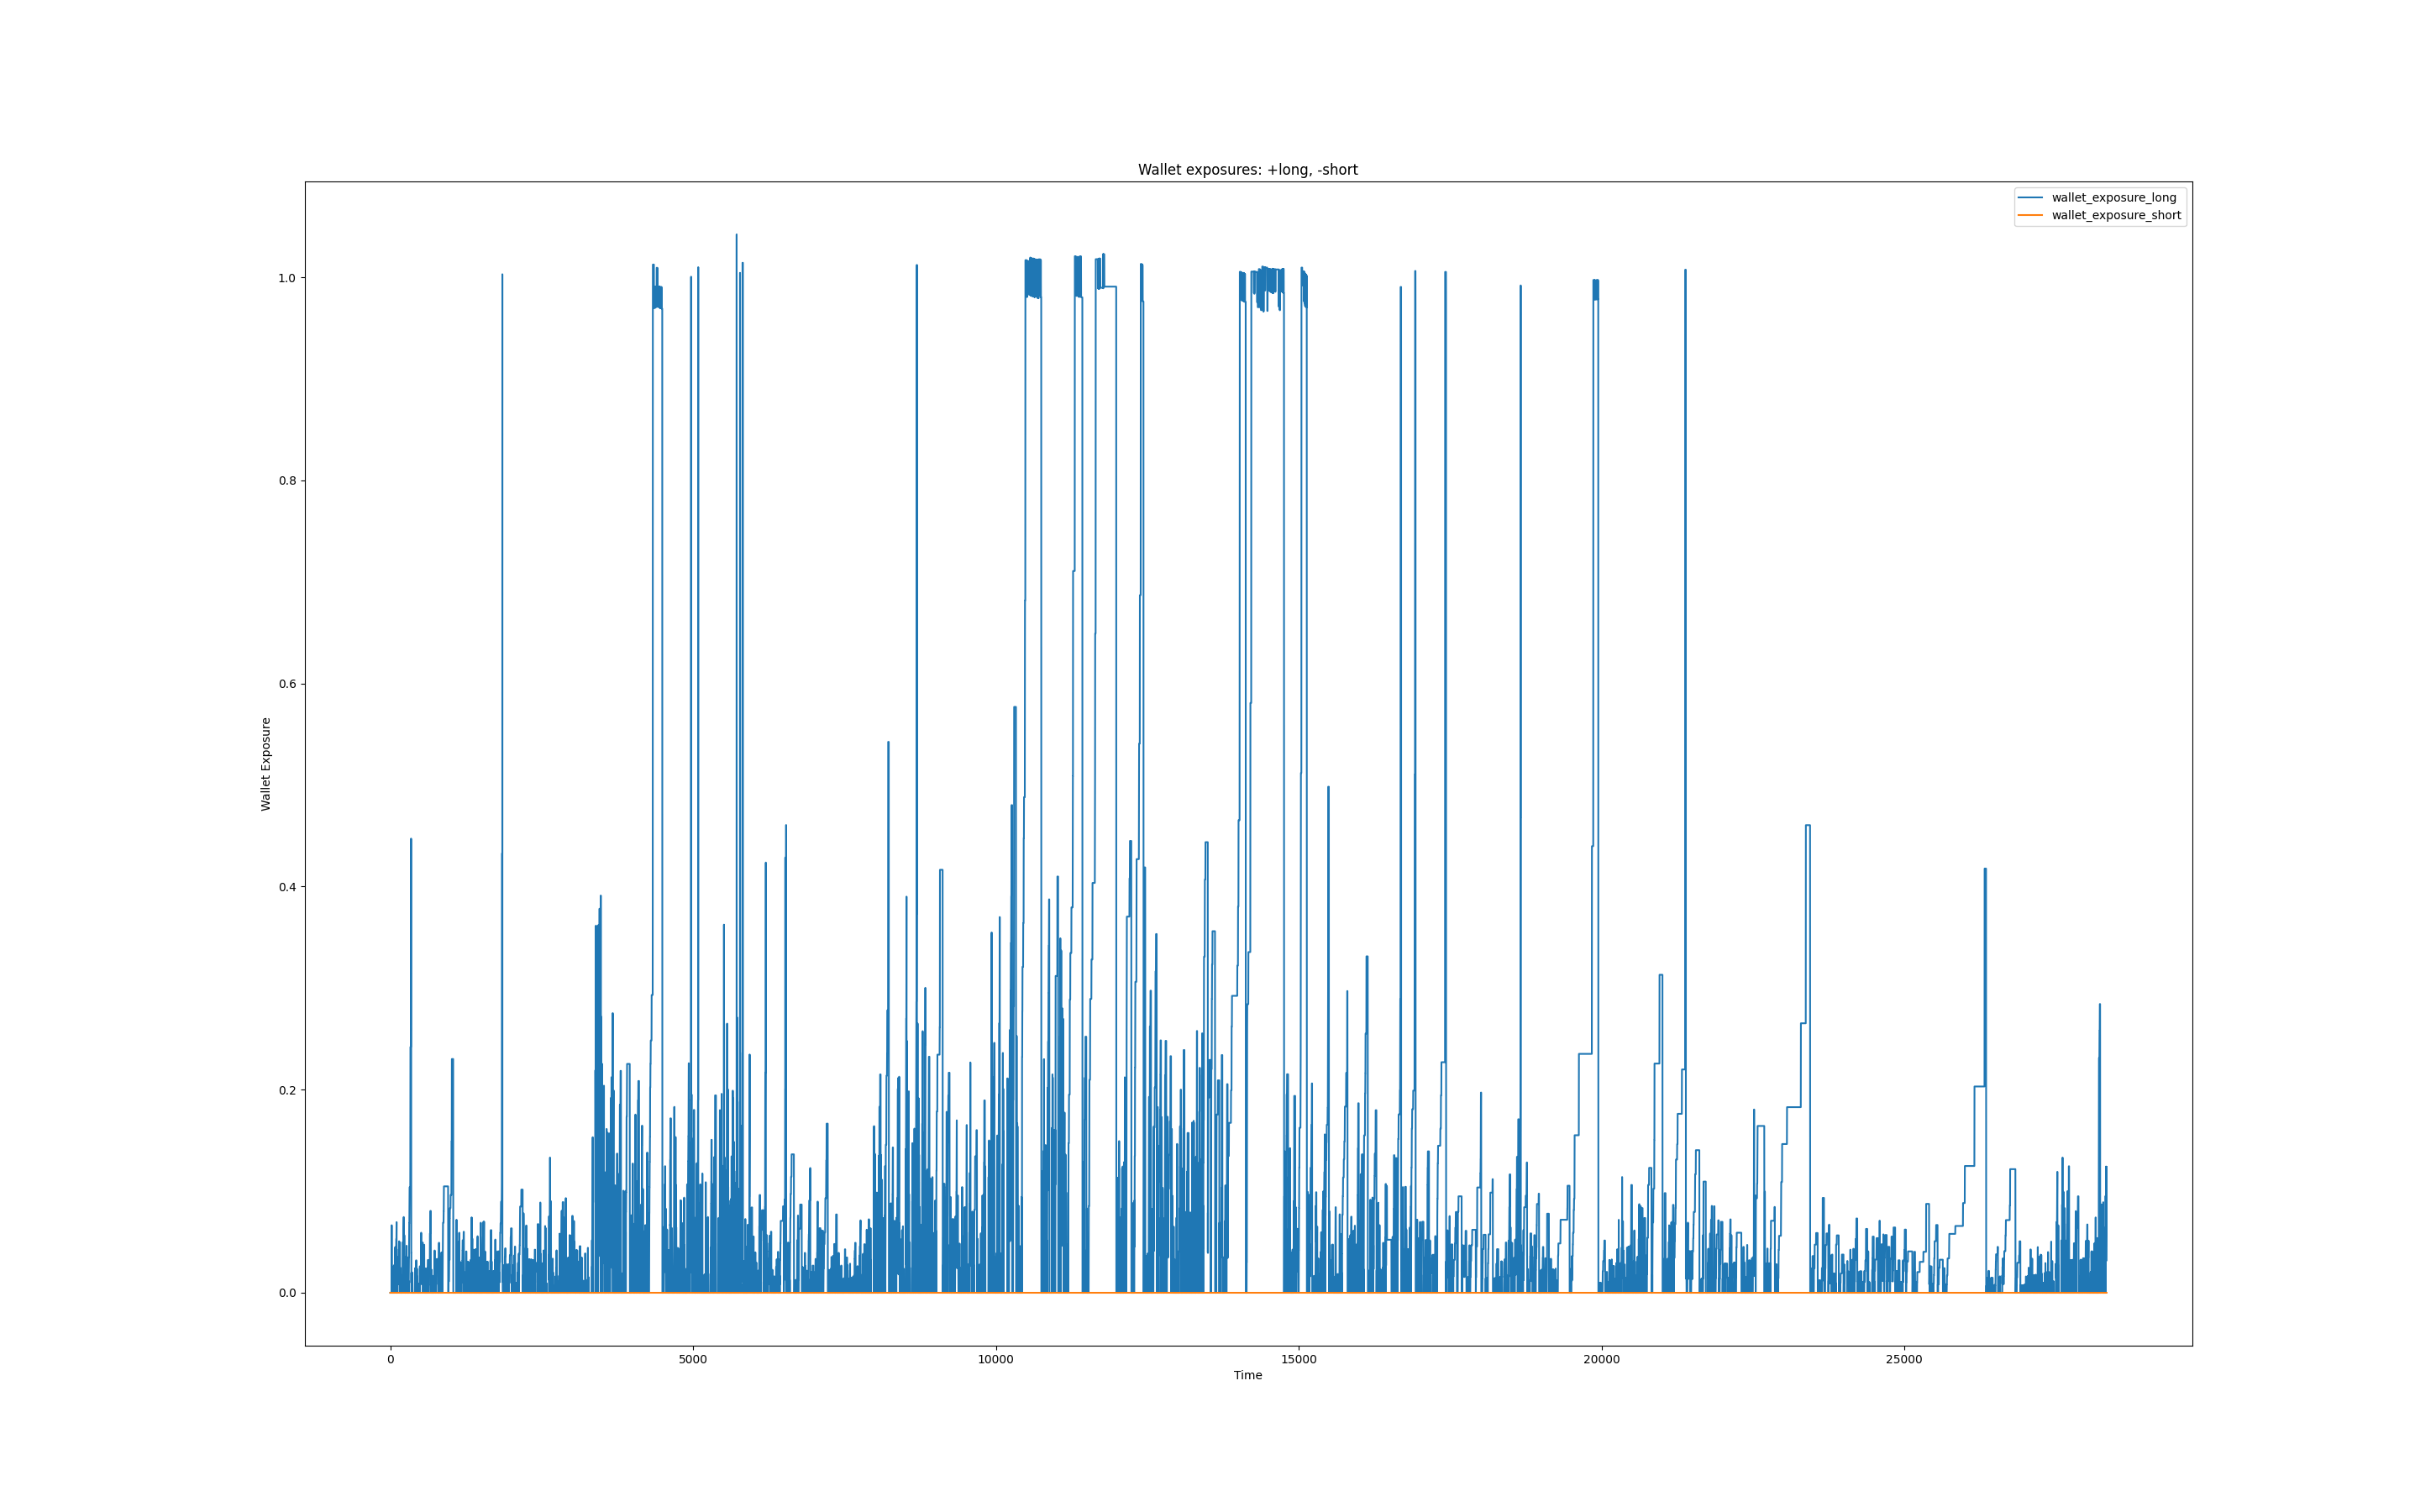 Wallet exposures: +long, -short
wallet_exposure_long
wallet_exposure_short
1.0
0.8
0.6
0.4
0.2
0.0
Wallet Exposure
0 5000 10000 15000 20000 25000
Time